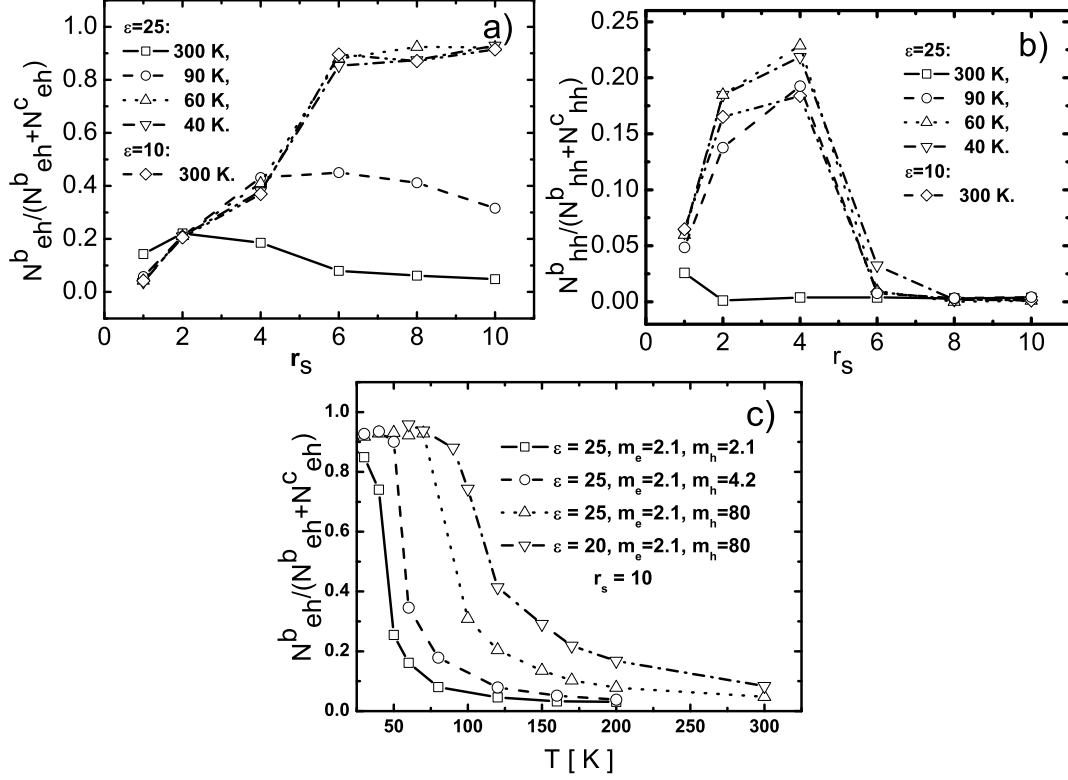 a)
ε=25:
300 K,
90 K,
60 K,
40 K.
ε=10:
300 K.
N^b_eh/(N^b_eh+N^c_eh)
1.0
0.8
0.6
0.4
0.2
0.0
0 2 4 6 8 10
r_s
b)
ε=25:
300 K,
90 K,
60 K,
40 K.
ε=10:
300 K.
N^b_hh/(N^b_hh+N^c_hh)
0.25
0.20
0.15
0.10
0.05
0.00
0 2 4 6 8 10
r_s
c)
ε = 25, m_e=2.1, m_h=2.1
ε = 25, m_e=2.1, m_h=4.2
ε = 25, m_e=2.1, m_h=80
ε = 20, m_e=2.1, m_h=80
r_s = 10
N^b_eh/(N^b_eh+N^c_eh)
1.0
0.8
0.6
0.4
0.2
0.0
50 100 150 200 250 300
T [ K ]